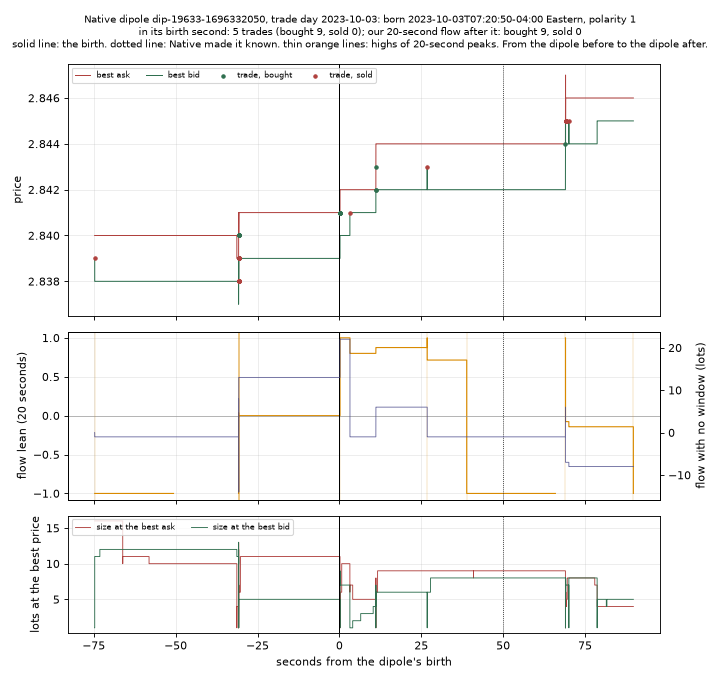 Native dipole dip-19633-1696332050, trade day 2023-10-03: born 2023-10-03T07:20:50-04:00 Eastern, polarity 1
in its birth second: 5 trades (bought 9, sold 0); our 20-second flow after it: bought 9, sold 0
solid line: the birth. dotted line: Native made it known. thin orange lines: highs of 20-second peaks. From the dipole before to the dipole after.
best ask
best bid
trade, bought
trade, sold
2.846
2.844
2.842
2.840
2.838
price
1.0
0.5
0.0
−0.5
−1.0
flow lean (20 seconds)
20
10
0
−10
flow with no window (lots)
size at the best ask
size at the best bid
15
10
5
lots at the best price
−75
−50
−25
0
25
50
75
seconds from the dipole's birth